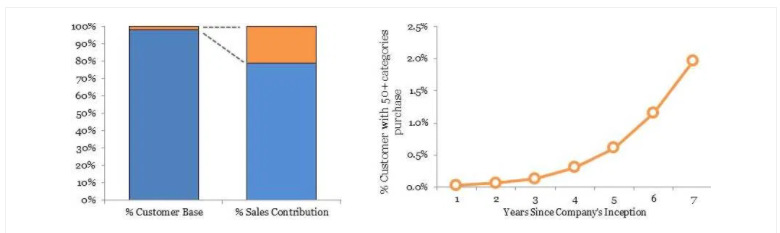 100%
90%
80%
70%
60%
50%
40%
30%
20%
10%
0%
% Customer Base
% Sales Contribution
% Customer with 50+ categories
purchase
2.5%
2.0%
1.5%
1.0%
0.5%
0.0%
1 2 3 4 5 6 7
Years Since Company's Inception